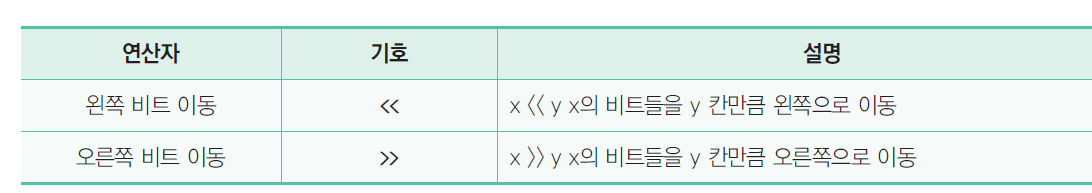 연산자 기호 설명
왼쪽 비트 이동 << x << y x의 비트들을 y 칸만큼 왼쪽으로 이동
오른쪽 비트 이동 >> x >> y x의 비트들을 y 칸만큼 오른쪽으로 이동